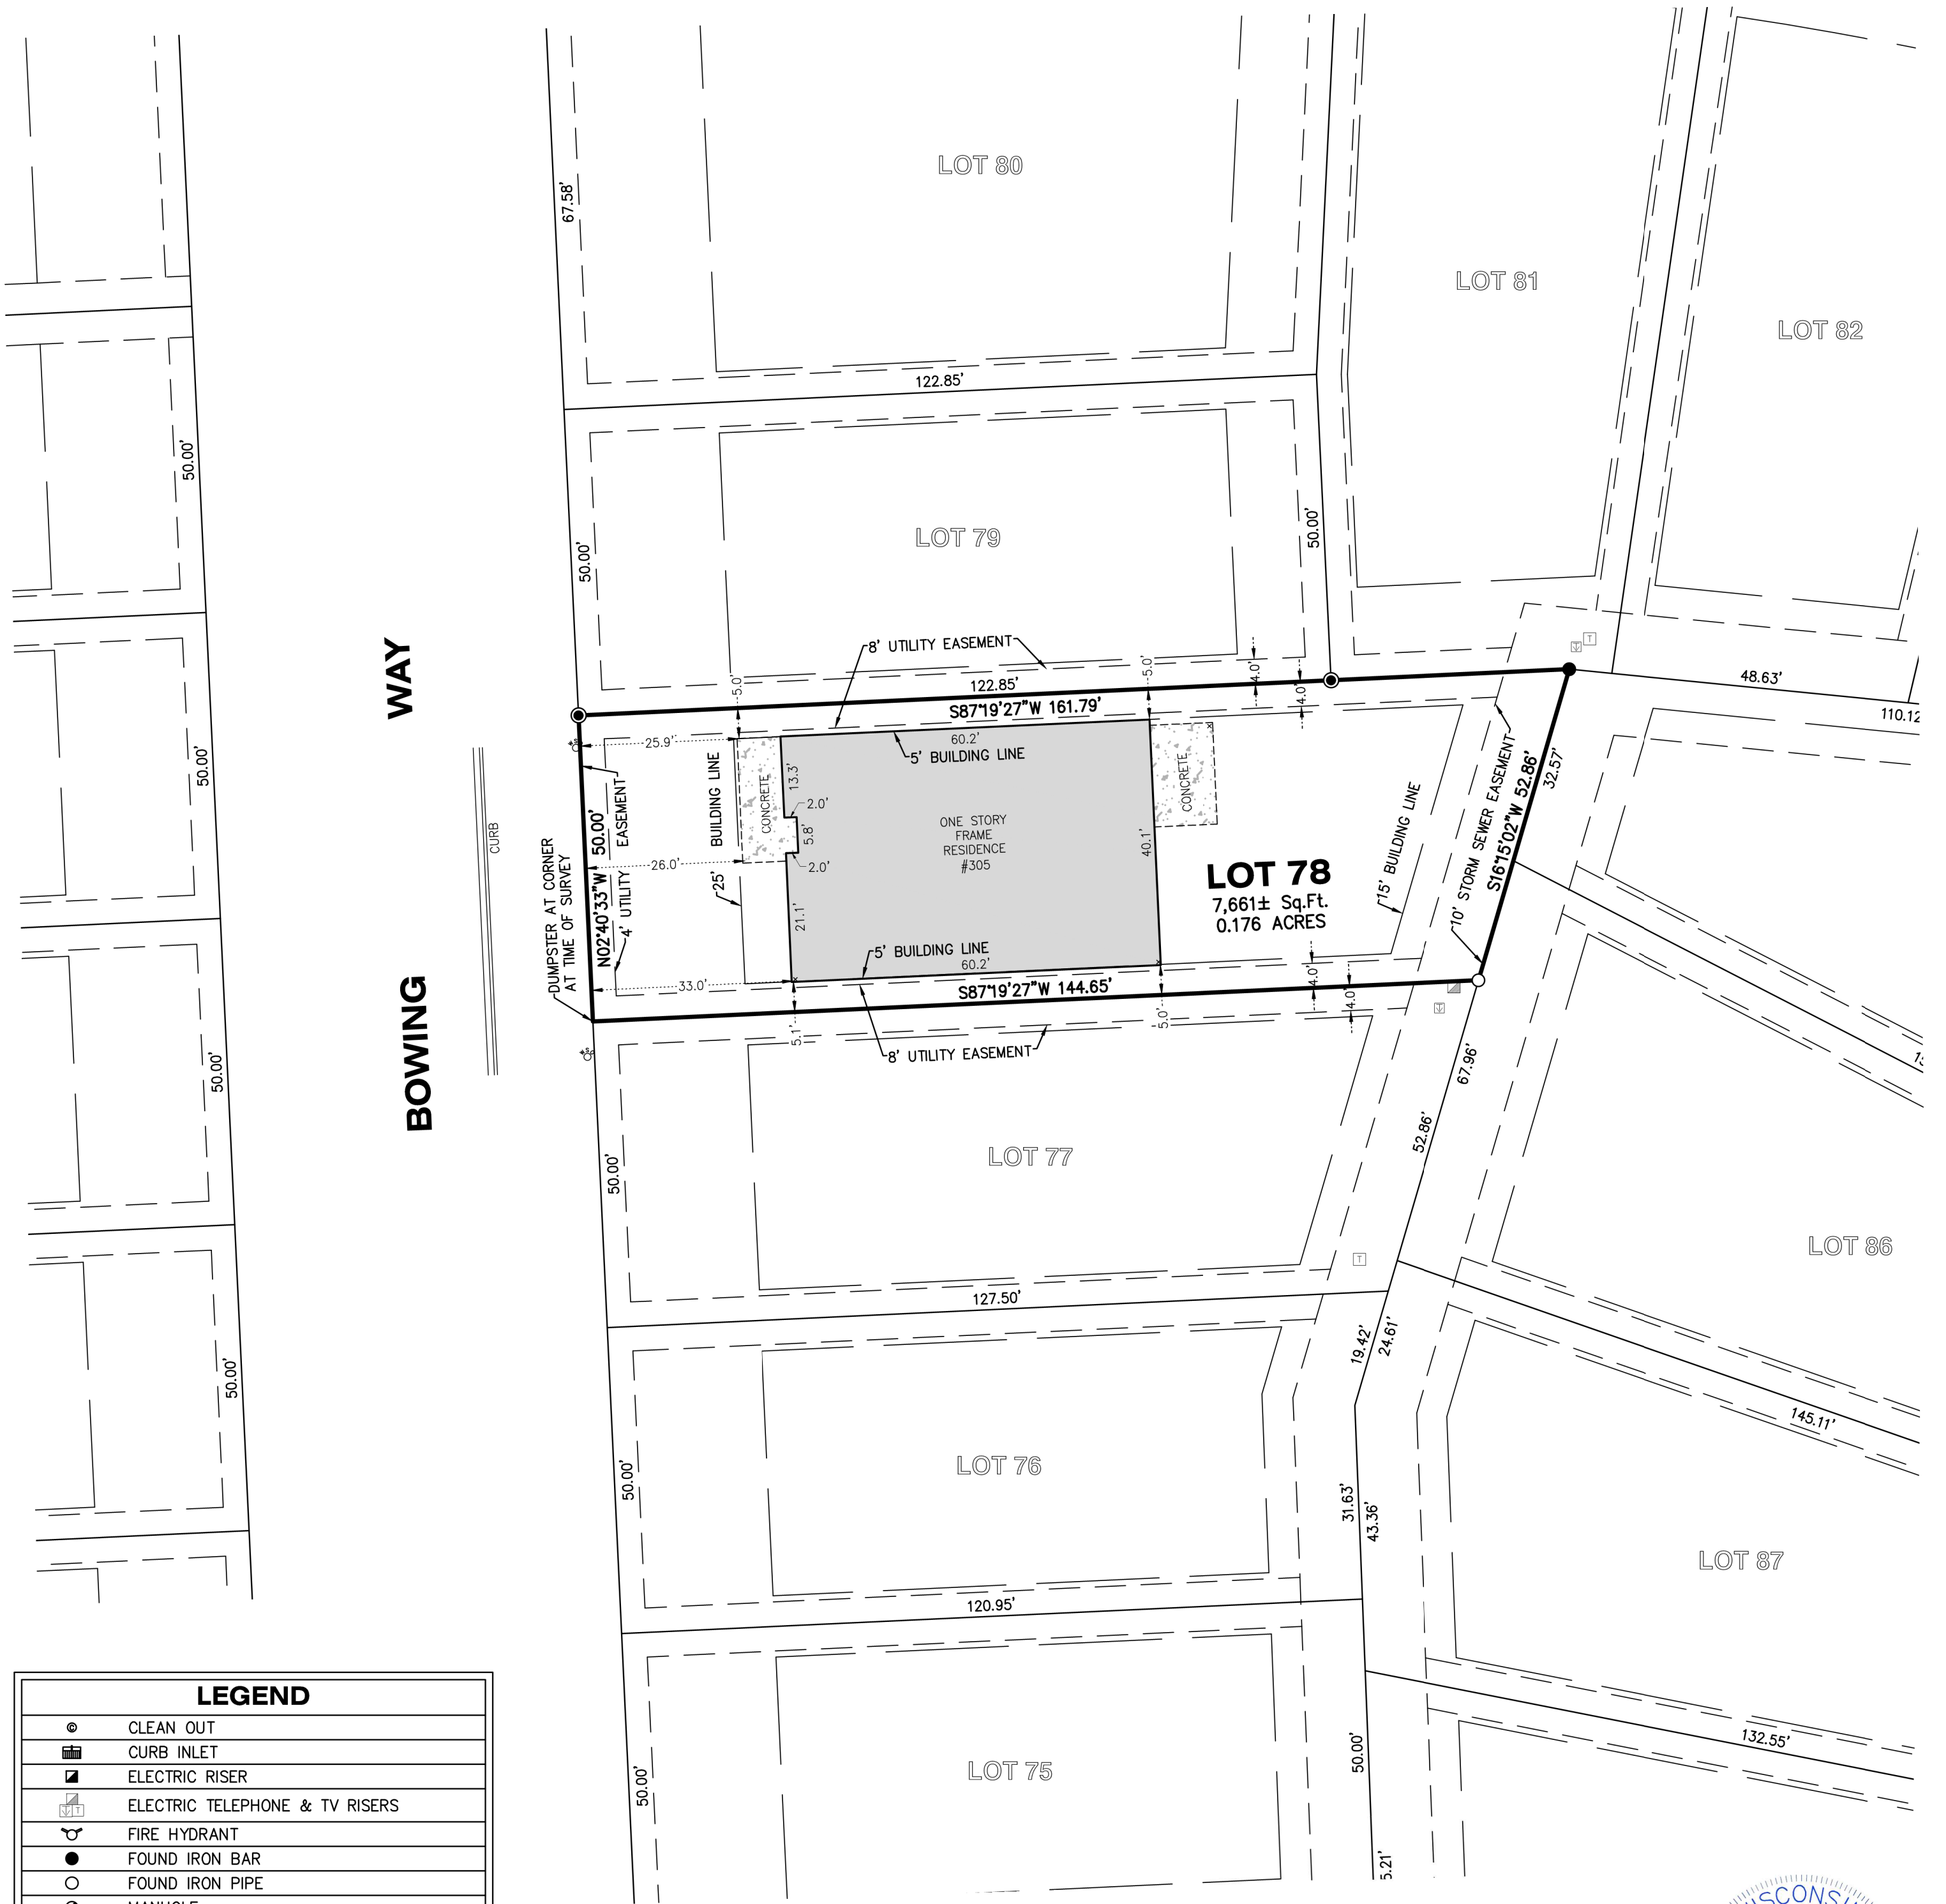 LOT 80
67.58'
LOT 81
LOT 82
122.85'
50.00'
LOT 79
50.00'
50.00'
WAY
8' UTILITY EASEMENT
5.0'
4.0'
4.0'
5.0'
122.85'
S87°19'27"W 161.79'
48.63'
110.12
50.00'
25.9'
60.2'
5' BUILDING LINE
13.3'
2.0'
5.8'
2.0'
CONCRETE
CONCRETE
BUILDING LINE
25'
EASEMENT
4' UTILITY
N02°40'33"W 50.00'
26.0'
CURB
DUMPSTER AT CORNER
AT TIME OF SURVEY
ONE STORY
FRAME
RESIDENCE
#305
40.1'
21.1'
LOT 78
7,661± Sq.Ft.
0.176 ACRES
15' BUILDING LINE
10' STORM SEWER EASEMENT
S16°15'02"W 52.86'
32.57'
5' BUILDING LINE
60.2'
33.0'
S87°19'27"W 144.65'
4.0'
4.0'
5.1'
5.0'
8' UTILITY EASEMENT
BOWING
50.00'
67.96'
52.86'
50.00'
LOT 77
LOT 86
127.50'
50.00'
19.42'
24.61'
145.11'
50.00'
LOT 76
31.63'
43.36'
LOT 87
120.95'
132.55'
50.00'
LOT 75
50.00'
5.21'
T
T
LEGEND
CLEAN OUT
CURB INLET
ELECTRIC RISER
ELECTRIC TELEPHONE & TV RISERS
FIRE HYDRANT
FOUND IRON BAR
FOUND IRON PIPE
MANHOLE